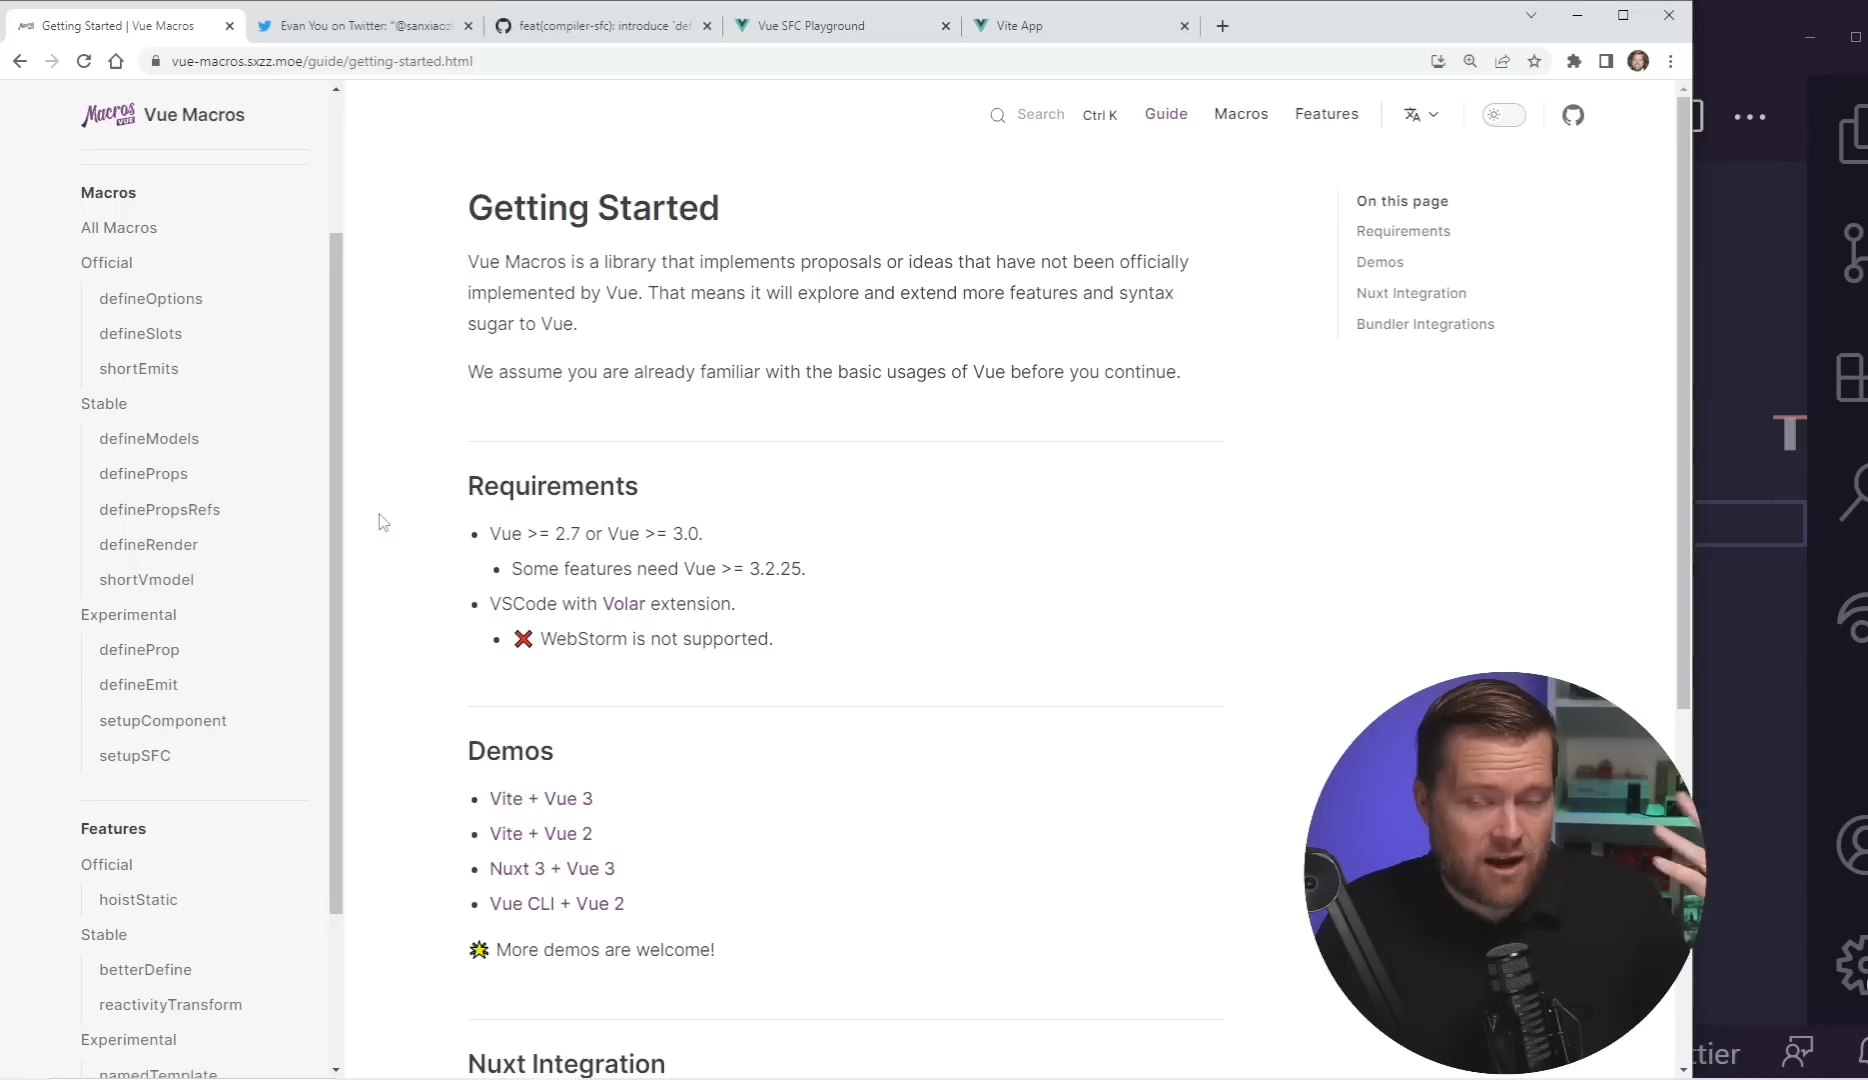 Getting Started | Vue Macros
Evan You on Twitter: "@sanxiaozi
feat(compiler-sfc): introduce `def
Vue SFC Playground
Vite App
vue-macros.sxzz.moe/guide/getting-started.html
Macros
VUE
Vue Macros
Search
Ctrl K
Guide
Macros
Features
Macros
All Macros
Official
defineOptions
defineSlots
shortEmits
Stable
defineModels
defineProps
definePropsRefs
defineRender
shortVmodel
Experimental
defineProp
defineEmit
setupComponent
setupSFC
Features
Official
hoistStatic
Stable
betterDefine
reactivityTransform
Experimental
namedTemplate
Getting Started
Vue Macros is a library that implements proposals or ideas that have not been officially
implemented by Vue. That means it will explore and extend more features and syntax
sugar to Vue.
We assume you are already familiar with the basic usages of Vue before you continue.
Requirements
• Vue >= 2.7 or Vue >= 3.0.
• Some features need Vue >= 3.2.25.
• VSCode with Volar extension.
• ❌ WebStorm is not supported.
Demos
• Vite + Vue 3
• Vite + Vue 2
• Nuxt 3 + Vue 3
• Vue CLI + Vue 2
🌟 More demos are welcome!
Nuxt Integration
On this page
Requirements
Demos
Nuxt Integration
Bundler Integrations
T
ttier